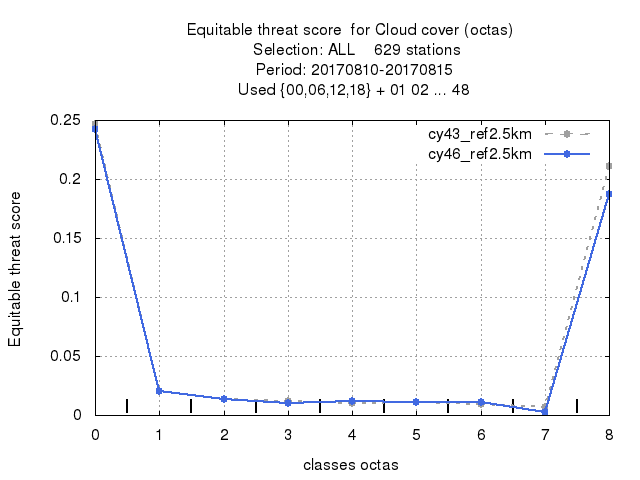 Equitable threat score  for Cloud cover (octas)
Selection: ALL    629 stations
Period: 20170810-20170815
Used {00,06,12,18} + 01 02 ... 48
cy43_ref2.5km
cy46_ref2.5km
Equitable threat score
0.25
0.2
0.15
0.1
0.05
0
0 1 2 3 4 5 6 7 8
classes octas